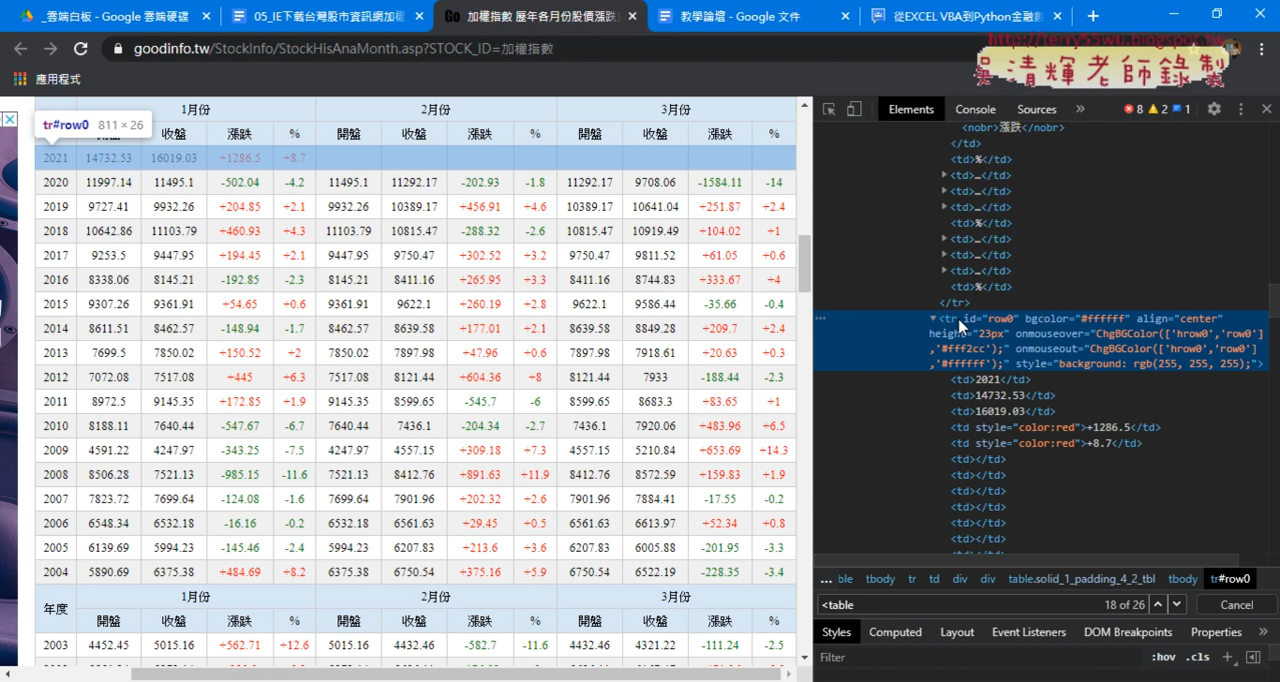 _雲端白板 - Google 雲端硬碟
05_IE下載台灣股市資訊網加權
加權指數 歷年各月份股價漲跌
教學論壇 - Google 文件
從EXCEL VBA到Python金融
goodinfo.tw/StockInfo/StockHisAnaMonth.asp?STOCK_ID=加權指數
http://terry55wu.blogspot.tw
吳清輝老師錄製
應用程式
1月份 2月份 3月份
tr#row0 811 × 26
收盤 漲跌 % 開盤 收盤 漲跌 % 開盤 收盤 漲跌 %
2021 14732.53 16019.03 +1286.5 +8.7
2020 11997.14 11495.1 -502.04 -4.2 11495.1 11292.17 -202.93 -1.8 11292.17 9708.06 -1584.11 -14
2019 9727.41 9932.26 +204.85 +2.1 9932.26 10389.17 +456.91 +4.6 10389.17 10641.04 +251.87 +2.4
2018 10642.86 11103.79 +460.93 +4.3 11103.79 10815.47 -288.32 -2.6 10815.47 10919.49 +104.02 +1
2017 9253.5 9447.95 +194.45 +2.1 9447.95 9750.47 +302.52 +3.2 9750.47 9811.52 +61.05 +0.6
2016 8338.06 8145.21 -192.85 -2.3 8145.21 8411.16 +265.95 +3.3 8411.16 8744.83 +333.67 +4
2015 9307.26 9361.91 +54.65 +0.6 9361.91 9622.1 +260.19 +2.8 9622.1 9586.44 -35.66 -0.4
2014 8611.51 8462.57 -148.94 -1.7 8462.57 8639.58 +177.01 +2.1 8639.58 8849.28 +209.7 +2.4
2013 7699.5 7850.02 +150.52 +2 7850.02 7897.98 +47.96 +0.6 7897.98 7918.61 +20.63 +0.3
2012 7072.08 7517.08 +445 +6.3 7517.08 8121.44 +604.36 +8 8121.44 7933 -188.44 -2.3
2011 8972.5 9145.35 +172.85 +1.9 9145.35 8599.65 -545.7 -6 8599.65 8683.3 +83.65 +1
2010 8188.11 7640.44 -547.67 -6.7 7640.44 7436.1 -204.34 -2.7 7436.1 7920.06 +483.96 +6.5
2009 4591.22 4247.97 -343.25 -7.5 4247.97 4557.15 +309.18 +7.3 4557.15 5210.84 +653.69 +14.3
2008 8506.28 7521.13 -985.15 -11.6 7521.13 8412.76 +891.63 +11.9 8412.76 8572.59 +159.83 +1.9
2007 7823.72 7699.64 -124.08 -1.6 7699.64 7901.96 +202.32 +2.6 7901.96 7884.41 -17.55 -0.2
2006 6548.34 6532.18 -16.16 -0.2 6532.18 6561.63 +29.45 +0.5 6561.63 6613.97 +52.34 +0.8
2005 6139.69 5994.23 -145.46 -2.4 5994.23 6207.83 +213.6 +3.6 6207.83 6005.88 -201.95 -3.3
2004 5890.69 6375.38 +484.69 +8.2 6375.38 6750.54 +375.16 +5.9 6750.54 6522.19 -228.35 -3.4
年度 1月份 2月份 3月份
開盤 收盤 漲跌 % 開盤 收盤 漲跌 % 開盤 收盤 漲跌 %
2003 4452.45 5015.16 +562.71 +12.6 5015.16 4432.46 -582.7 -11.6 4432.46 4321.22 -111.24 -2.5
Elements Console Sources » 8 2 1
<nobr>漲跌</nobr>
</td>
<td>%</td>
<td>…</td>
<td>…</td>
<td>…</td>
<td>%</td>
<td>…</td>
<td>…</td>
<td>…</td>
<td>%</td>
</tr>
<tr id="row0" bgcolor="#ffffff" align="center"
height="23px" onmouseover="ChgBGColor(['hrow0','row0']
,'#fff2cc');" onmouseout="ChgBGColor(['hrow0','row0']
,'#ffffff');" style="background: rgb(255, 255, 255);">
<td>2021</td>
<td>14732.53</td>
<td>16019.03</td>
<td style="color:red">+1286.5</td>
<td style="color:red">+8.7</td>
<td></td>
<td></td>
<td></td>
<td></td>
<td></td>
<td></td>
... ble tbody tr td div div table.solid_1_padding_4_2_tbl tbody tr#row0
<table 18 of 26 Cancel
Styles Computed Layout Event Listeners DOM Breakpoints Properties »
Filter :hov .cls +